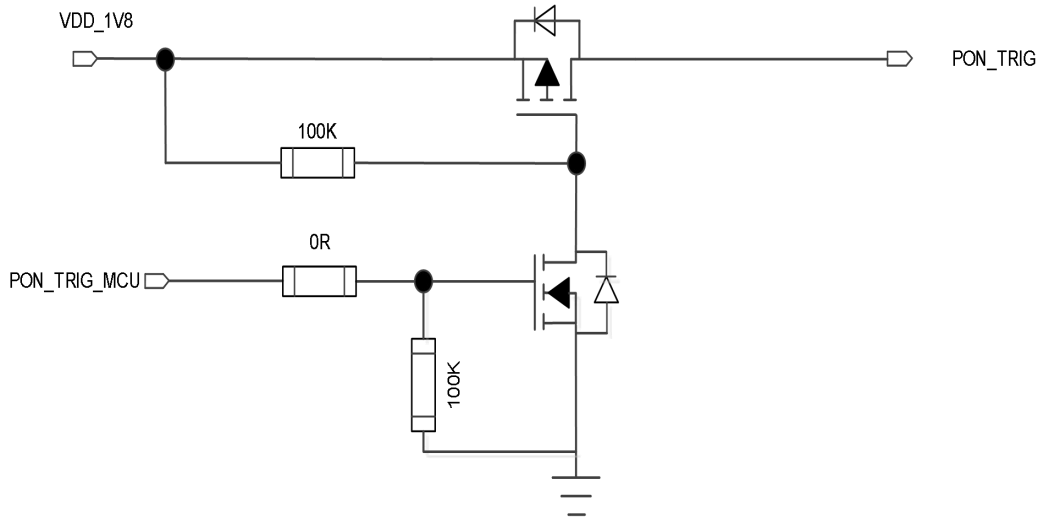 VDD_1V8
PON_TRIG
100K
0R
PON_TRIG_MCU
100K